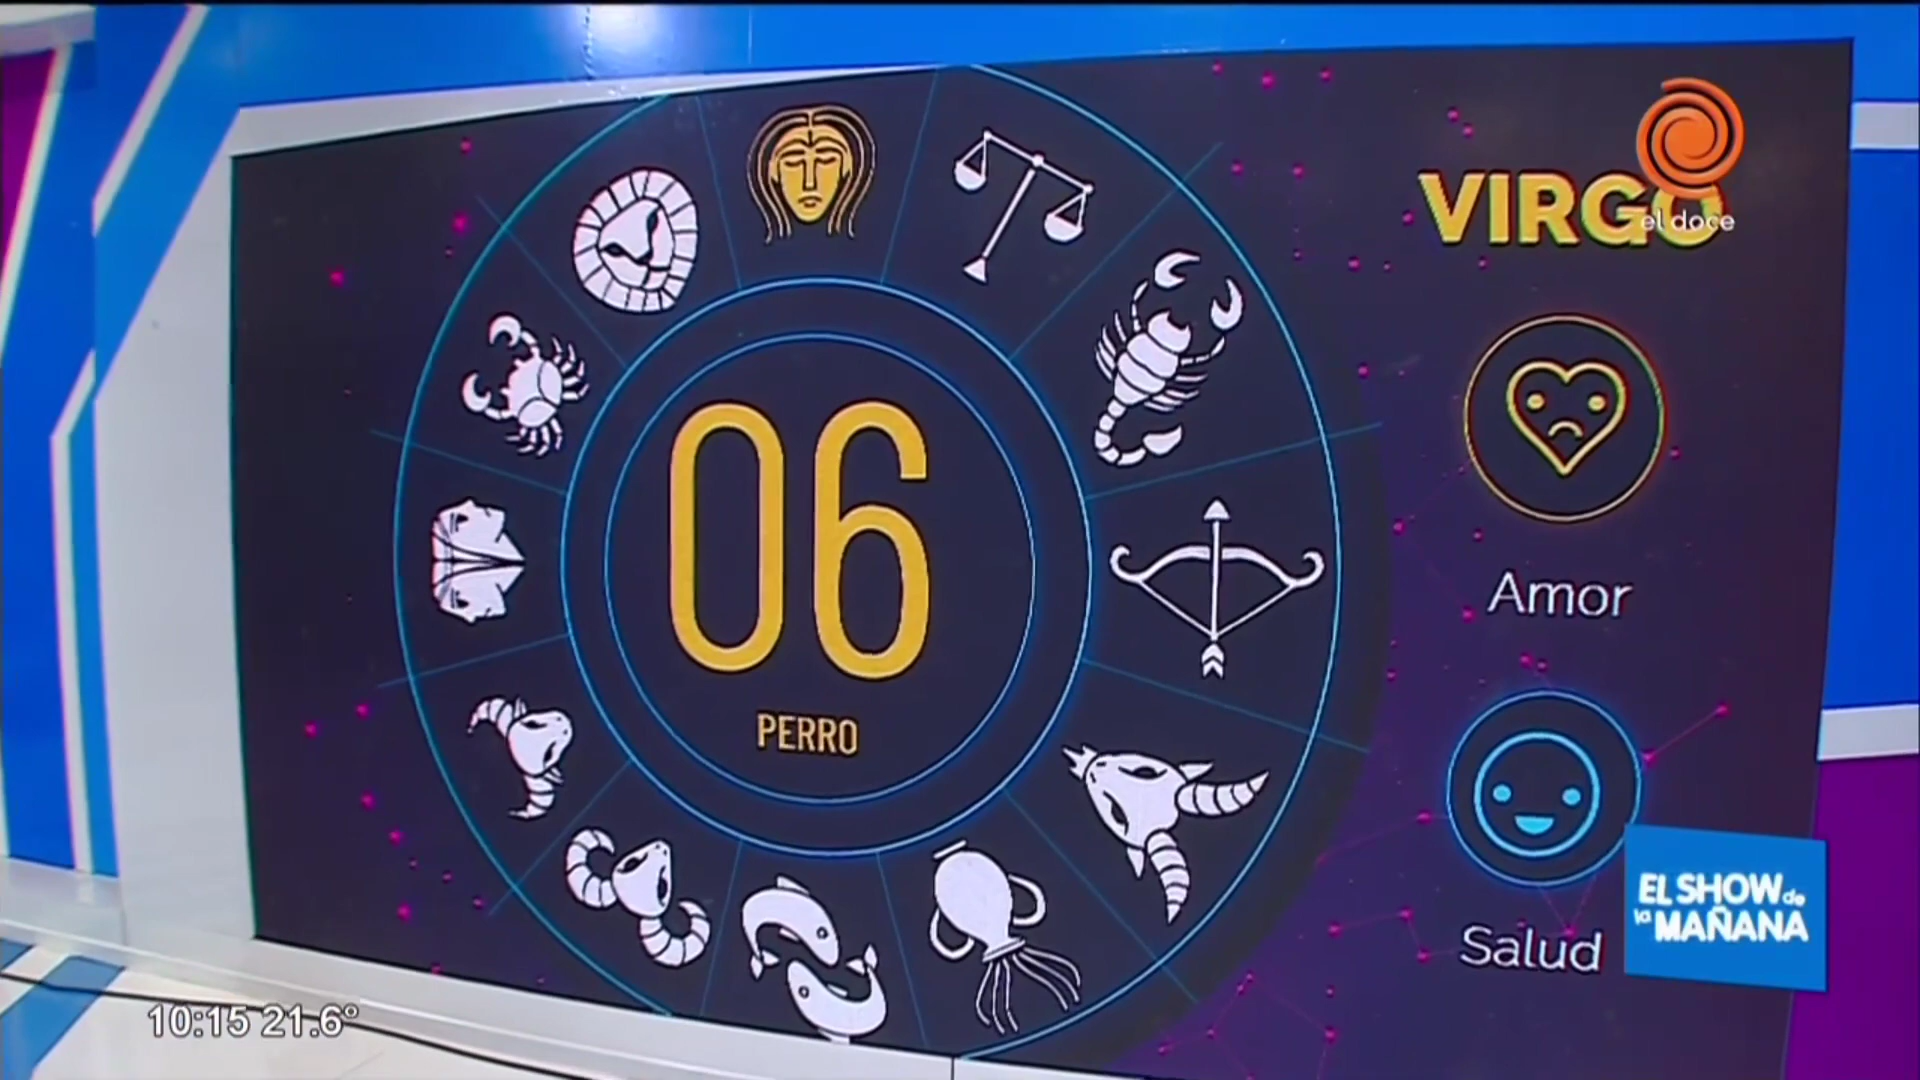 VIRGO
el doce
06
PERRO
Amor
Salud
EL SHOW de
la MAÑANA
10:15 21.6°